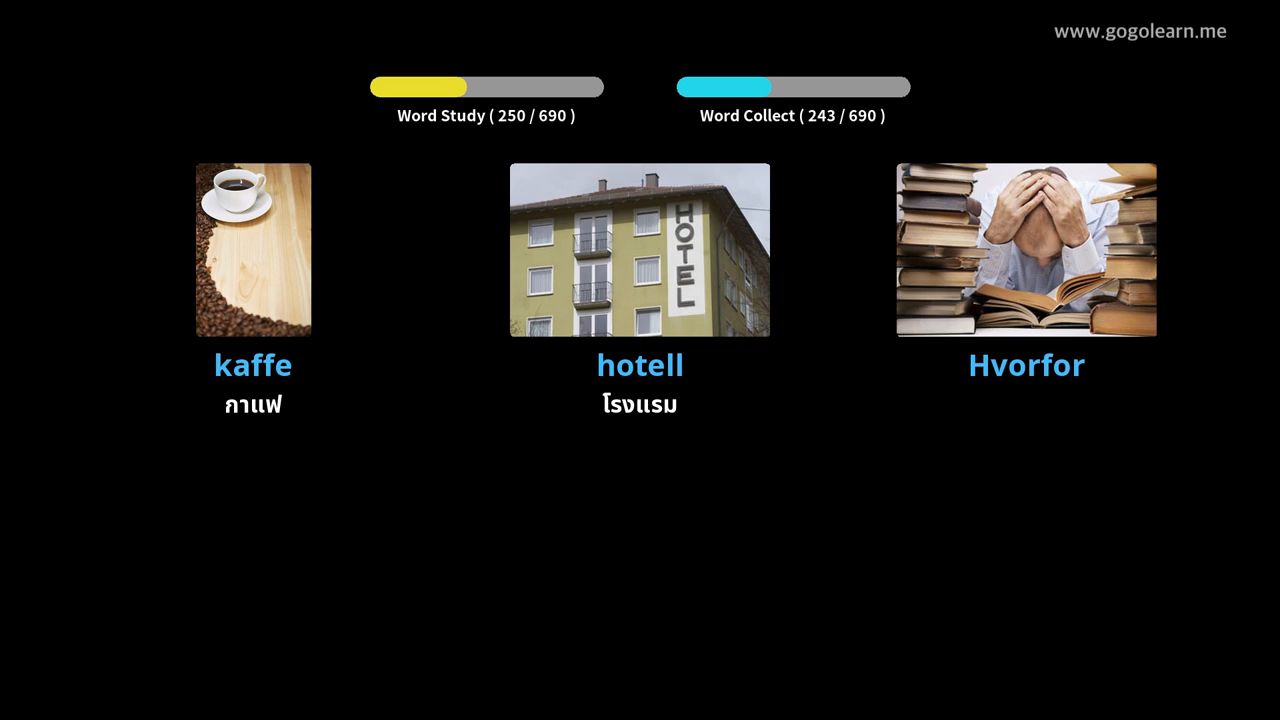 www.gogolearn.me
Word Study ( 250 / 690 )
Word Collect ( 243 / 690 )
HOTEL
kaffe
hotell
Hvorfor
กาแฟ
โรงแรม